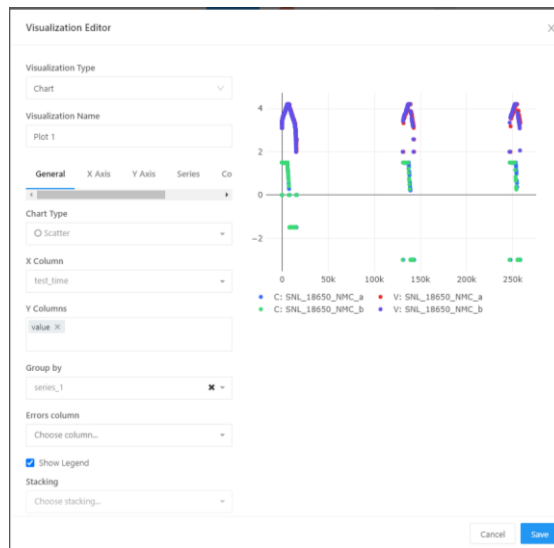 Visualization Editor
X
Visualization Type
Chart
Visualization Name
Plot 1
General X Axis Y Axis Series Co
Chart Type
Scatter
X Column
test_time
Y Columns
value ×
Group by
series_1
Errors column
Choose column...
Show Legend
Stacking
Choose stacking...
4
2
0
−2
0 50k 100k 150k 200k 250k
C: SNL_18650_NMC_a V: SNL_18650_NMC_a
C: SNL_18650_NMC_b V: SNL_18650_NMC_b
Cancel Save